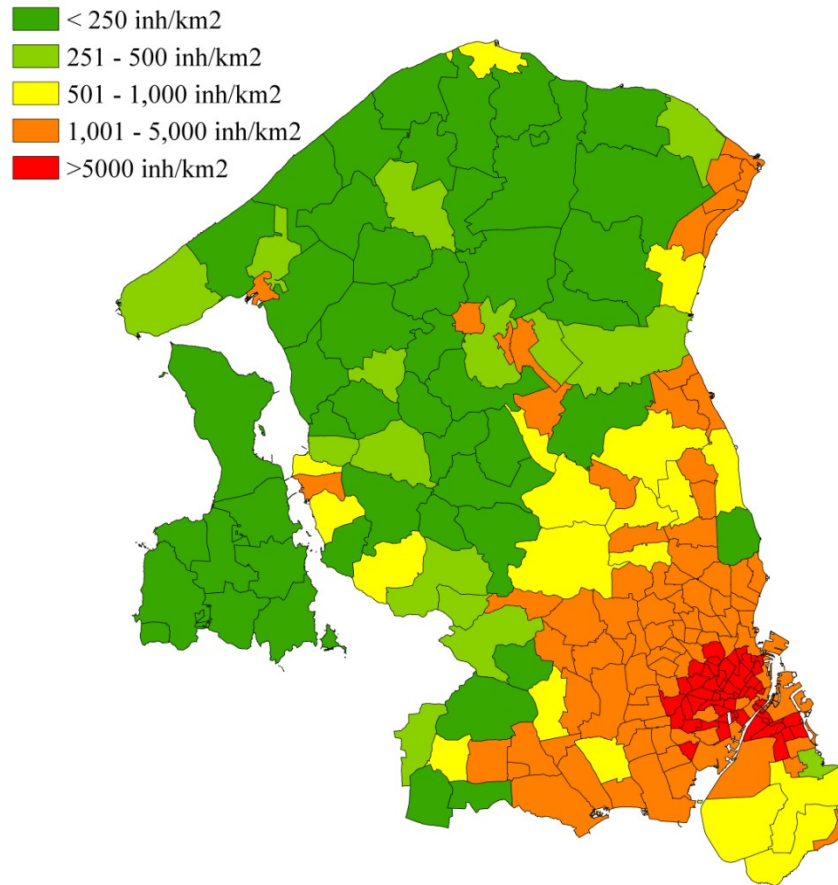 < 250 inh/km2
251 - 500 inh/km2
501 - 1,000 inh/km2
1,001 - 5,000 inh/km2
>5000 inh/km2